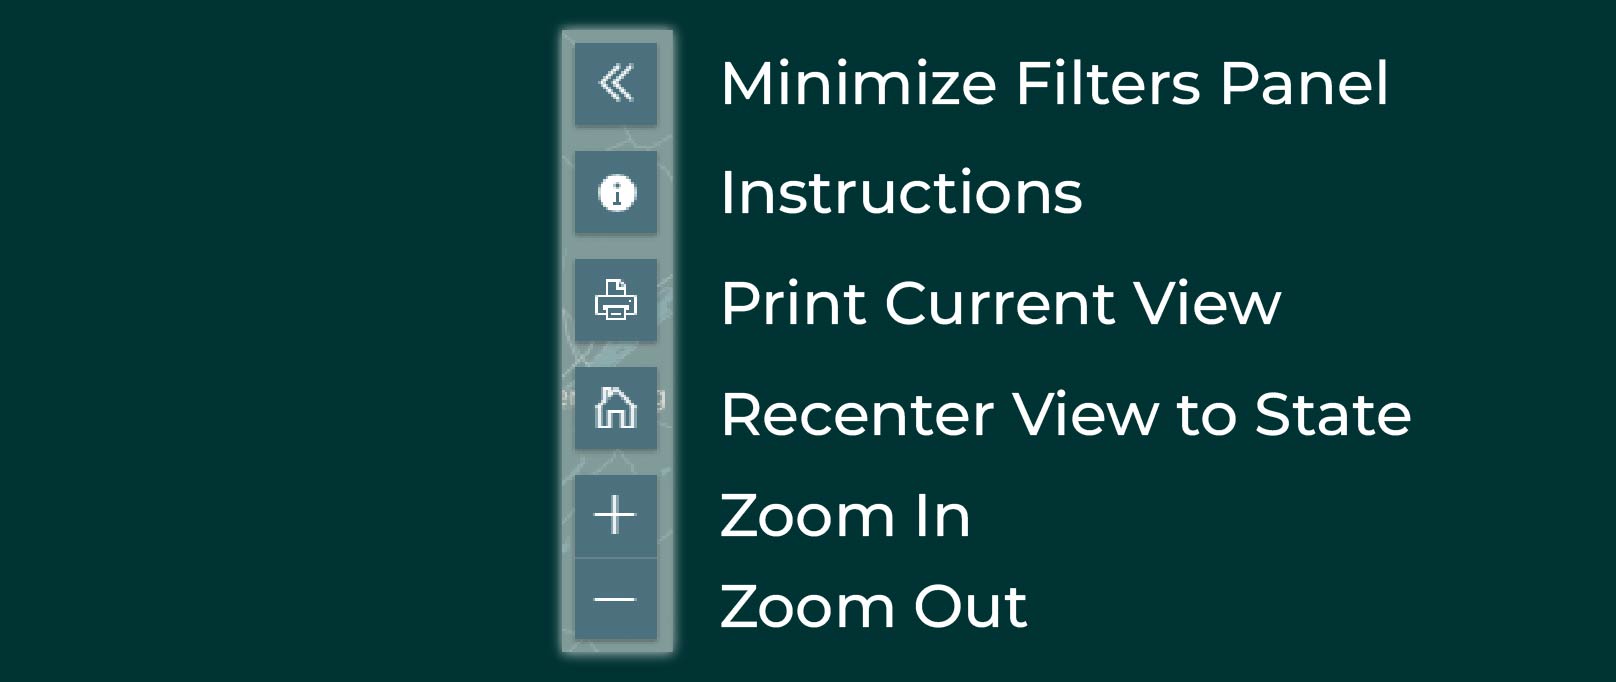 Minimize Filters Panel
Instructions
Print Current View
Recenter View to State
Zoom In
Zoom Out